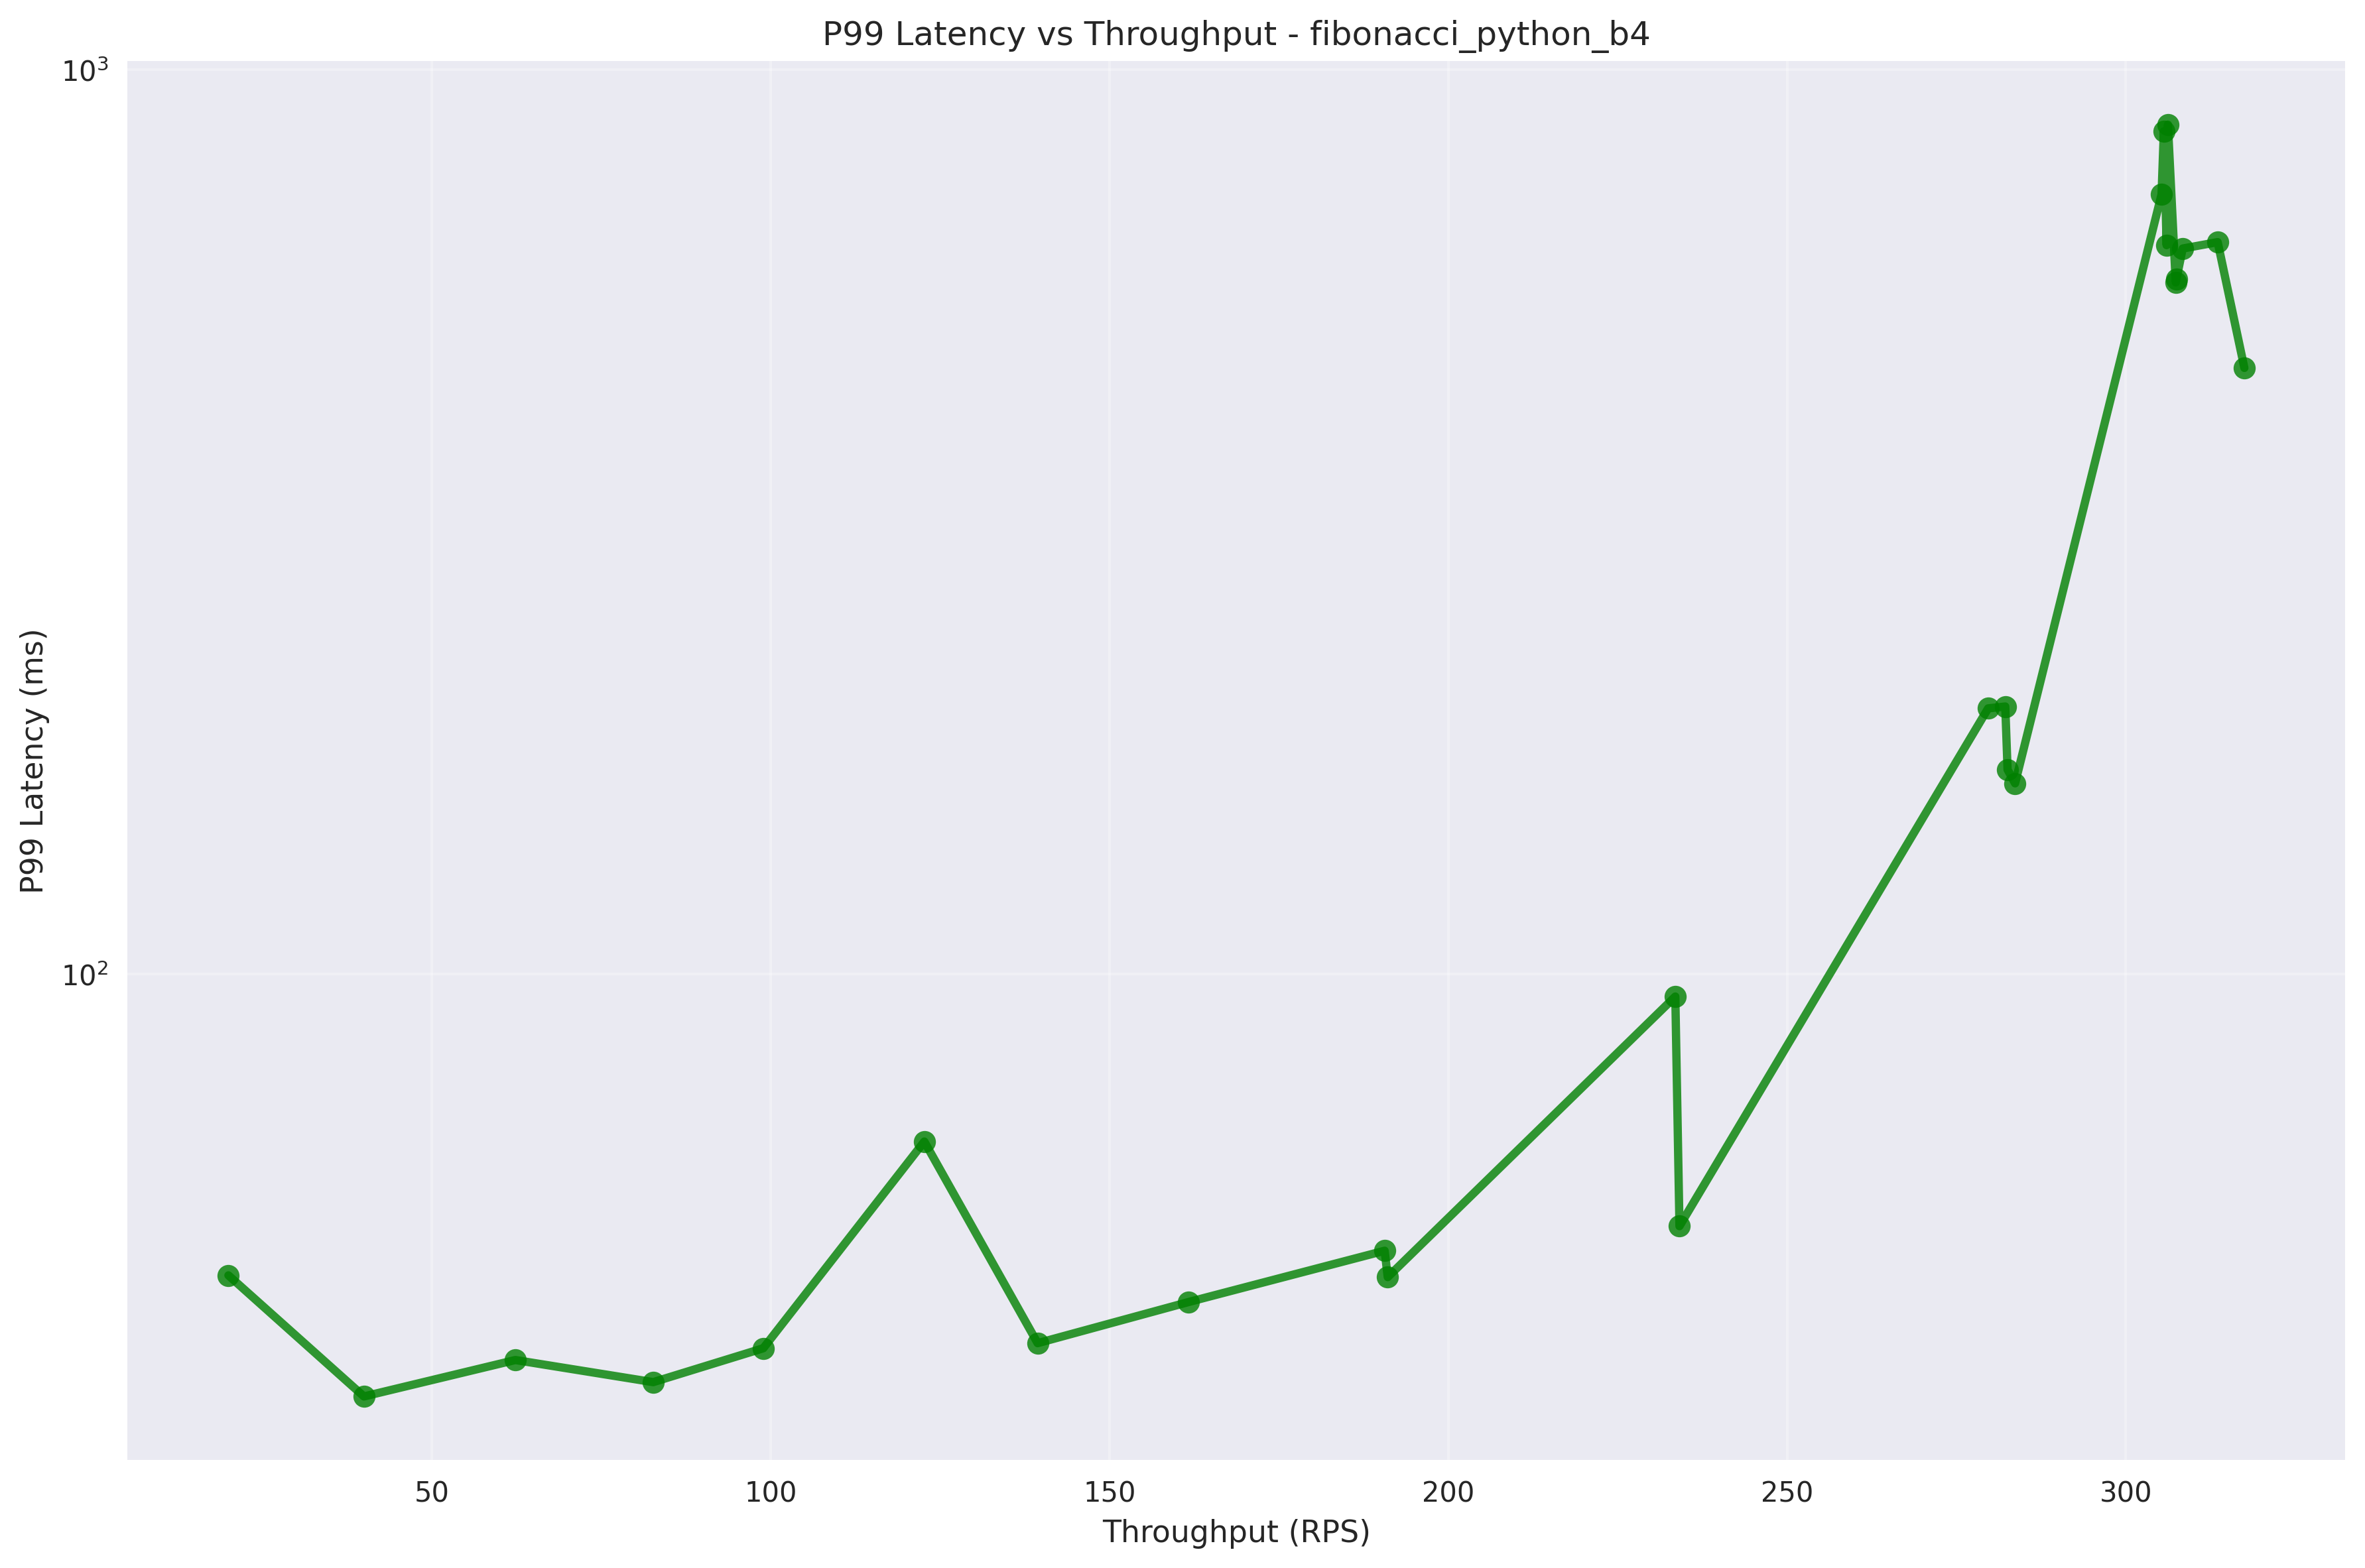 P99 Latency vs Throughput - fibonacci_python_b4
10³
10²
P99 Latency (ms)
50 100 150 200 250 300
Throughput (RPS)